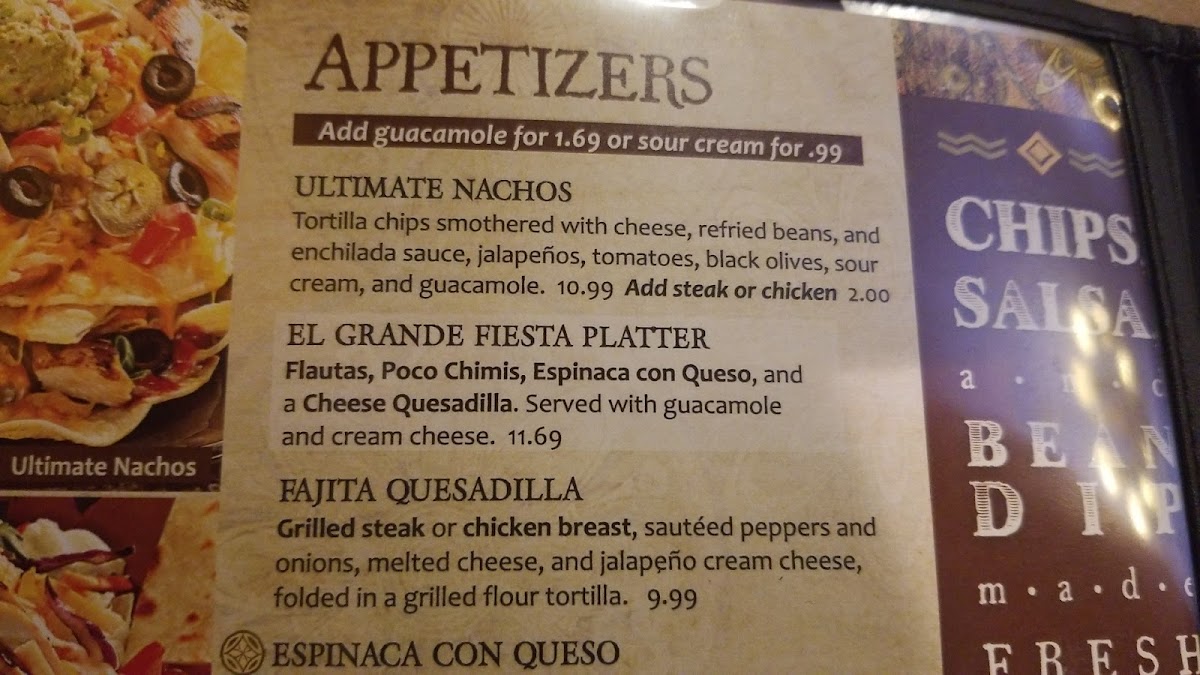 APPETIZERS
Add guacamole for 1.69 or sour cream for .99
ULTIMATE NACHOS
Tortilla chips smothered with cheese, refried beans, and
enchilada sauce, jalapeños, tomatoes, black olives, sour
cream, and guacamole. 10.99 Add steak or chicken 2.00
EL GRANDE FIESTA PLATTER
Flautas, Poco Chimis, Espinaca con Queso, and
a Cheese Quesadilla. Served with guacamole
and cream cheese. 11.69
FAJITA QUESADILLA
Grilled steak or chicken breast, sautéed peppers and
onions, melted cheese, and jalapeño cream cheese,
folded in a grilled flour tortilla. 9.99
ESPINACA CON QUESO
Ultimate Nachos
CHIPS
SALSA
a·n·d
BEAN
DIP
m·a·d·e
FRESH